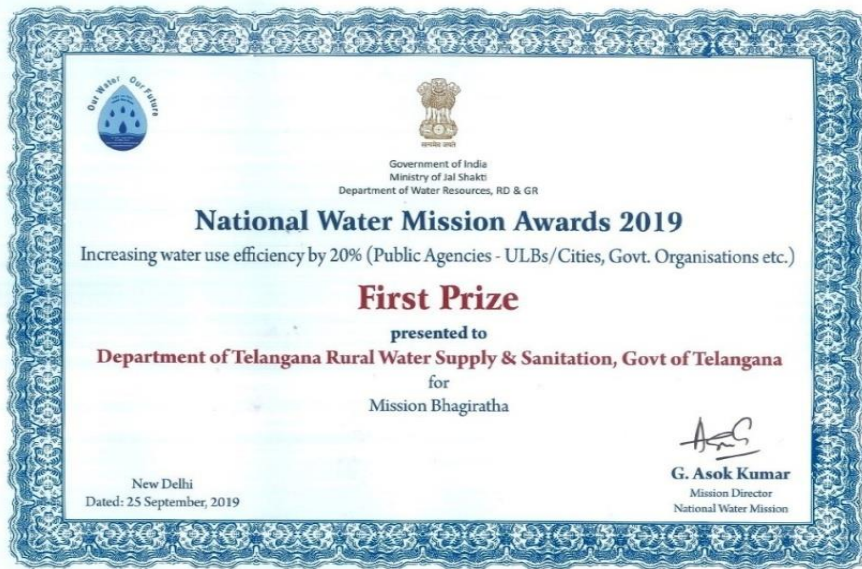 Our Water Our Future
सत्यमेव जयते
Government of India
Ministry of Jal Shakti
Department of Water Resources, RD & GR
National Water Mission Awards 2019
Increasing water use efficiency by 20% (Public Agencies - ULBs/Cities, Govt. Organisations etc.)
First Prize
presented to
Department of Telangana Rural Water Supply & Sanitation, Govt of Telangana
for
Mission Bhagiratha
New Delhi
Dated: 25 September, 2019
G. Asok Kumar
Mission Director
National Water Mission